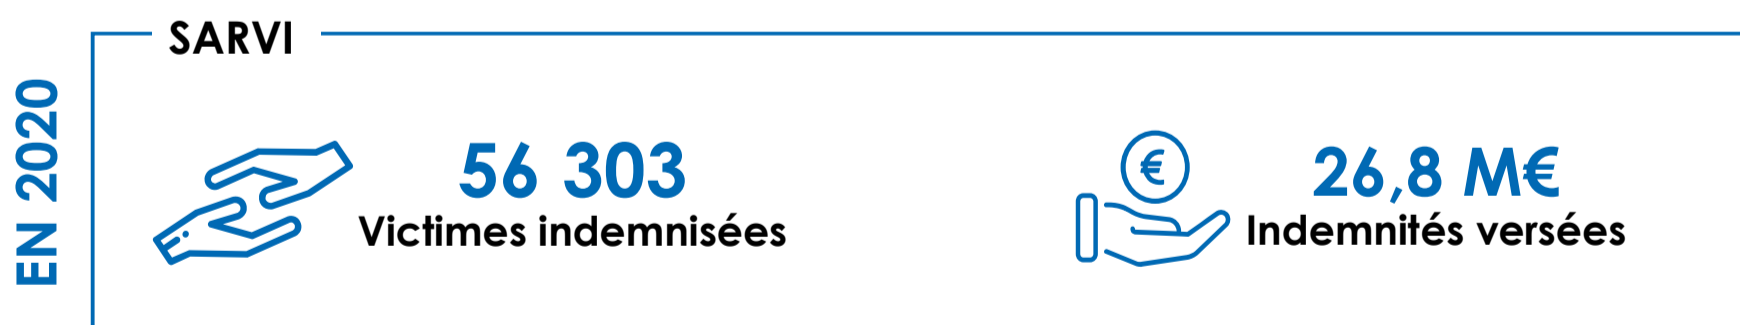 SARVI
EN 2020
56 303
Victimes indemnisées
€
26,8 M€
Indemnités versées